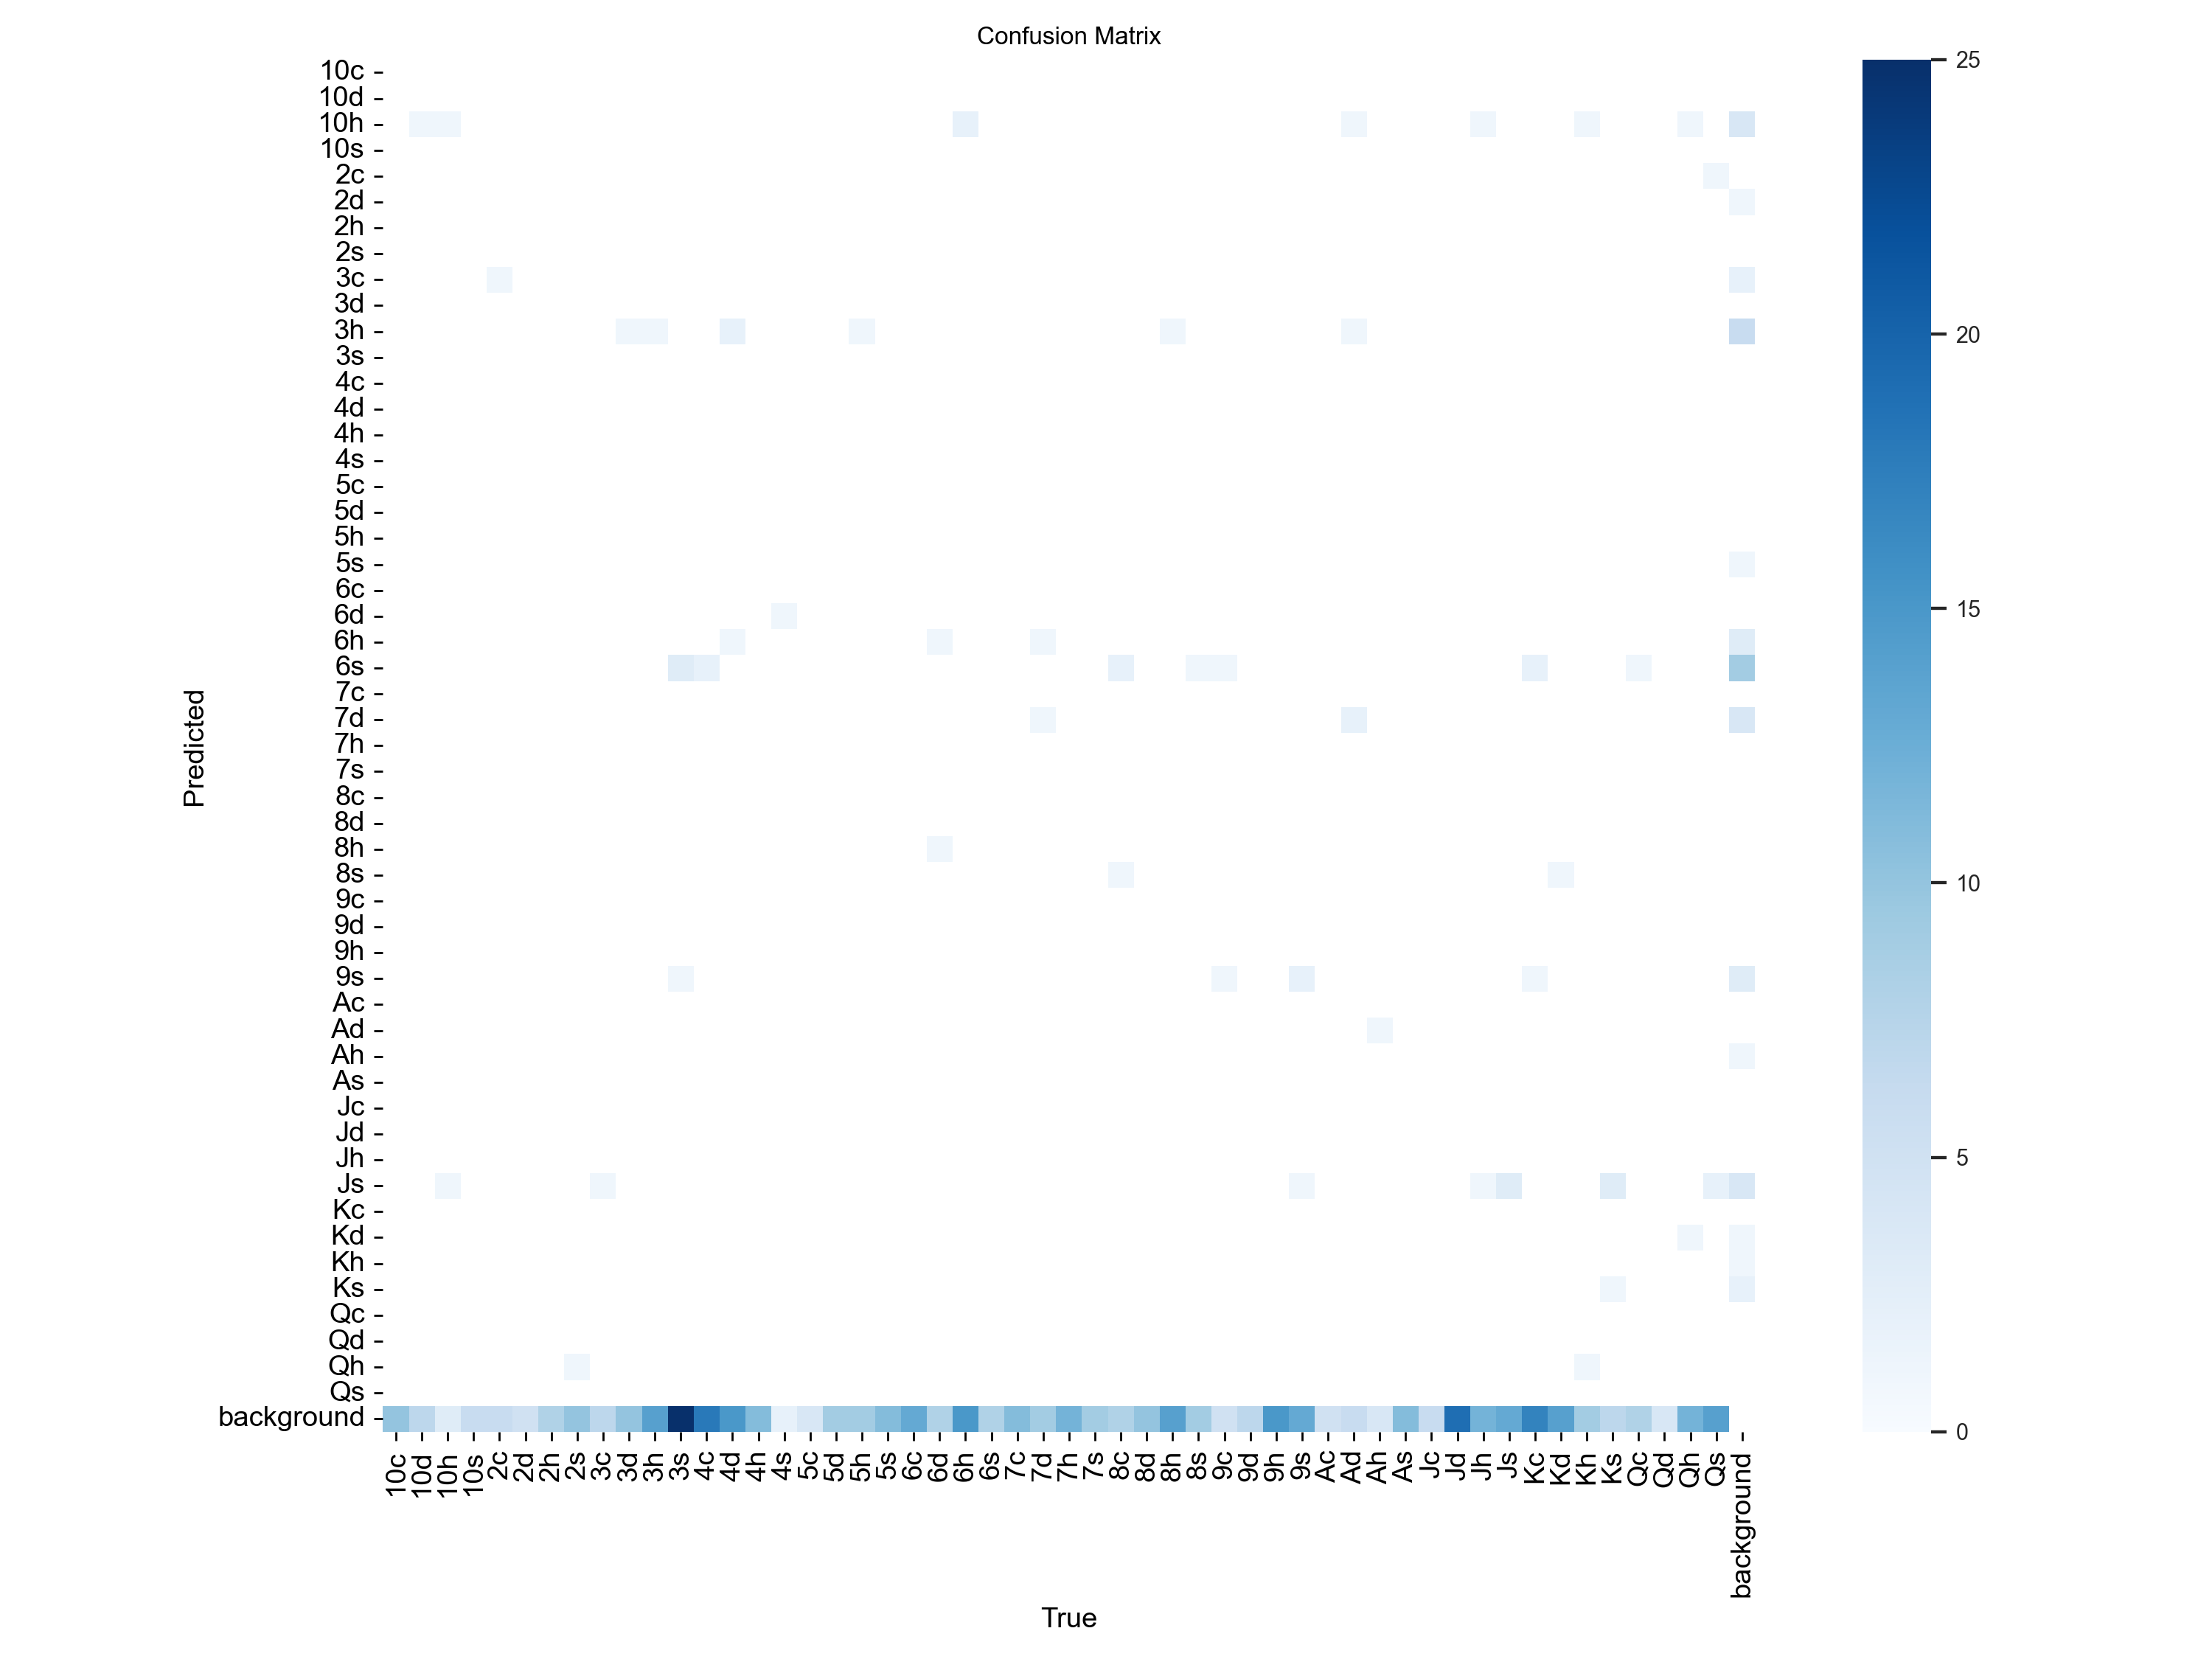 Confusion Matrix
10c
10d
10h
10s
2c
2d
2h
2s
3c
3d
3h
3s
4c
4d
4h
4s
5c
5d
5h
5s
6c
6d
6h
6s
7c
7d
7h
7s
8c
8d
8h
8s
9c
9d
9h
9s
Ac
Ad
Ah
As
Jc
Jd
Jh
Js
Kc
Kd
Kh
Ks
Qc
Qd
Qh
Qs
background
Predicted
10c
10d
10h
10s
2c
2d
2h
2s
3c
3d
3h
3s
4c
4d
4h
4s
5c
5d
5h
5s
6c
6d
6h
6s
7c
7d
7h
7s
8c
8d
8h
8s
9c
9d
9h
9s
Ac
Ad
Ah
As
Jc
Jd
Jh
Js
Kc
Kd
Kh
Ks
Qc
Qd
Qh
Qs
background
True
25
20
15
10
5
0